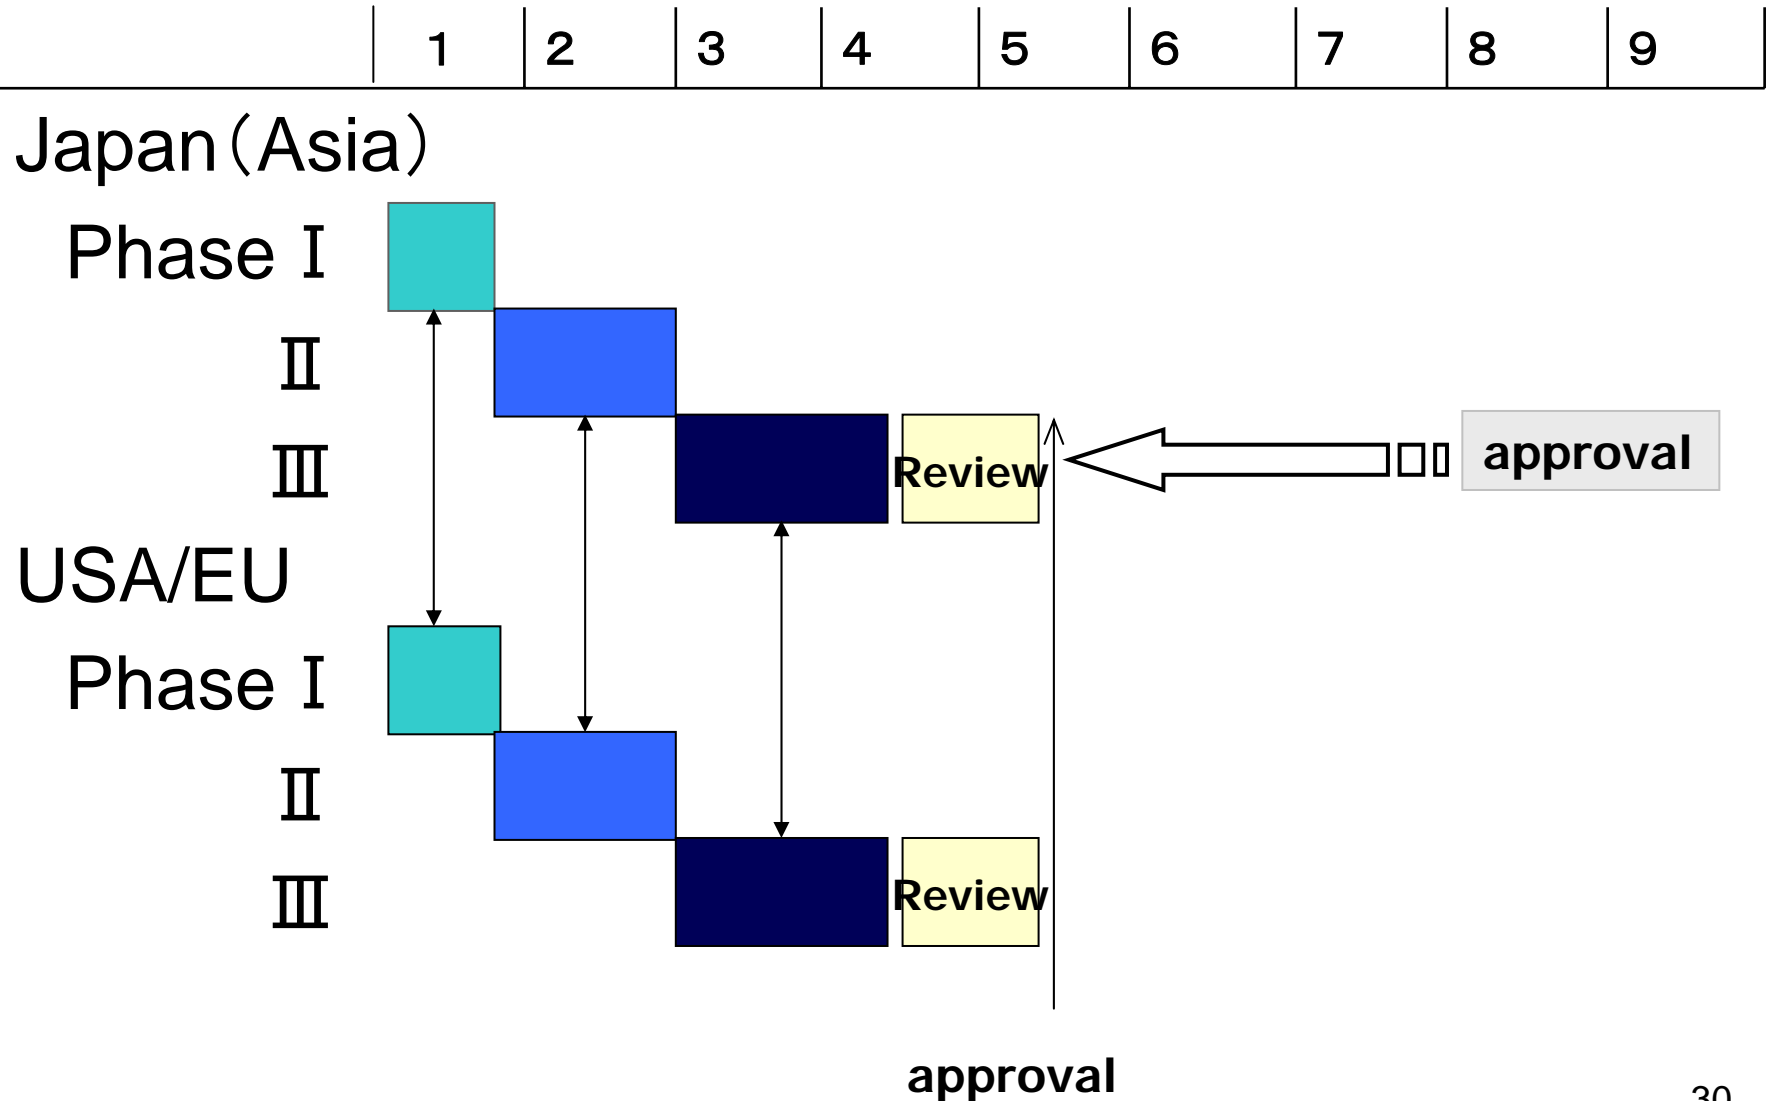 1 2 3 4 5 6 7 8 9
Japan（Asia）
Phase Ⅰ
Ⅱ
Ⅲ
Review
approval
USA/EU
Phase Ⅰ
Ⅱ
Ⅲ
Review
approval
30